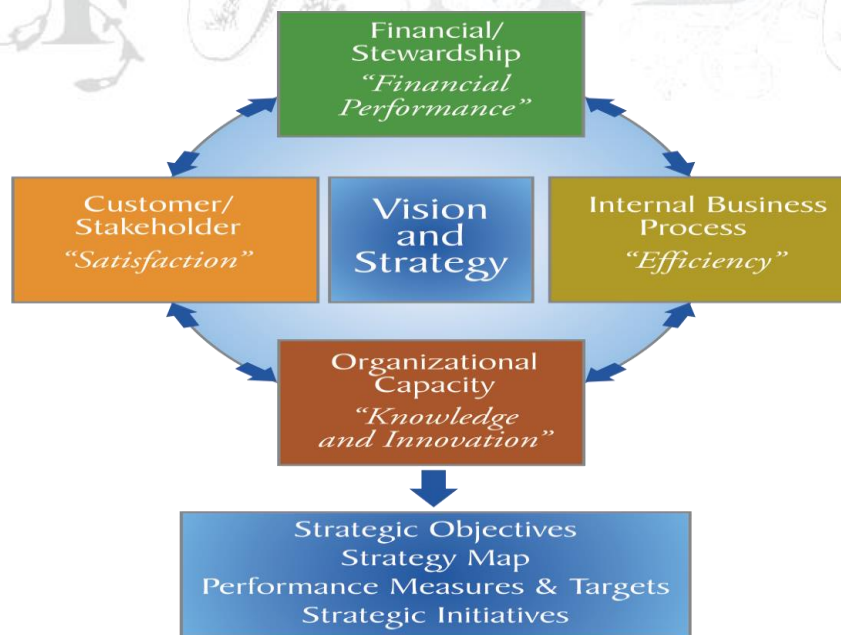 Financial/
Stewardship
“Financial
Performance”
Customer/
Stakeholder
“Satisfaction”
Vision
and
Strategy
Internal Business
Process
“Efficiency”
Organizational
Capacity
“Knowledge
and Innovation”
Strategic Objectives
Strategy Map
Performance Measures & Targets
Strategic Initiatives